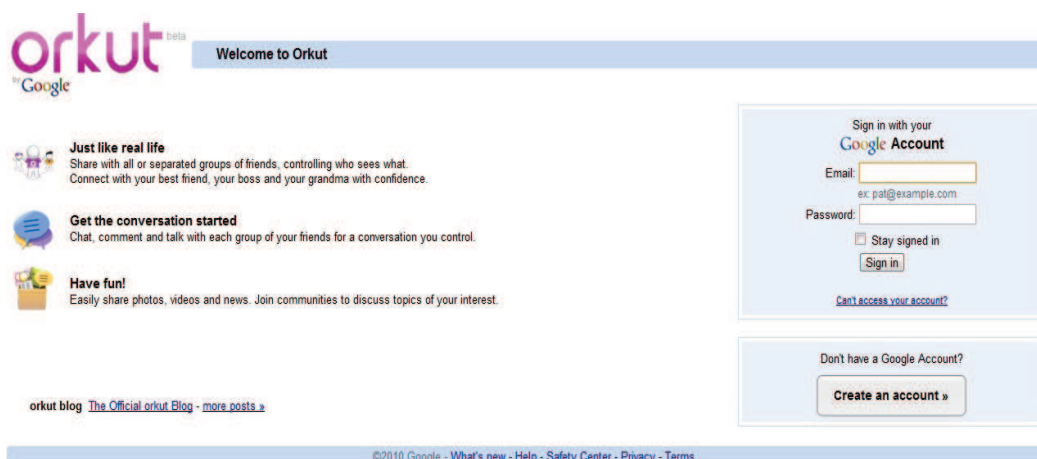 orkut beta
by Google
Welcome to Orkut
Just like real life
Share with all or separated groups of friends, controlling who sees what.
Connect with your best friend, your boss and your grandma with confidence.
Get the conversation started
Chat, comment and talk with each group of your friends for a conversation you control.
Have fun!
Easily share photos, videos and news. Join communities to discuss topics of your interest.
orkut blog The Official orkut Blog - more posts »
Sign in with your
Google Account
Email:
ex: pat@example.com
Password:
Stay signed in
Sign in
Can't access your account?
Don't have a Google Account?
Create an account »
©2010 Google - What's new - Help - Safety Center - Privacy - Terms